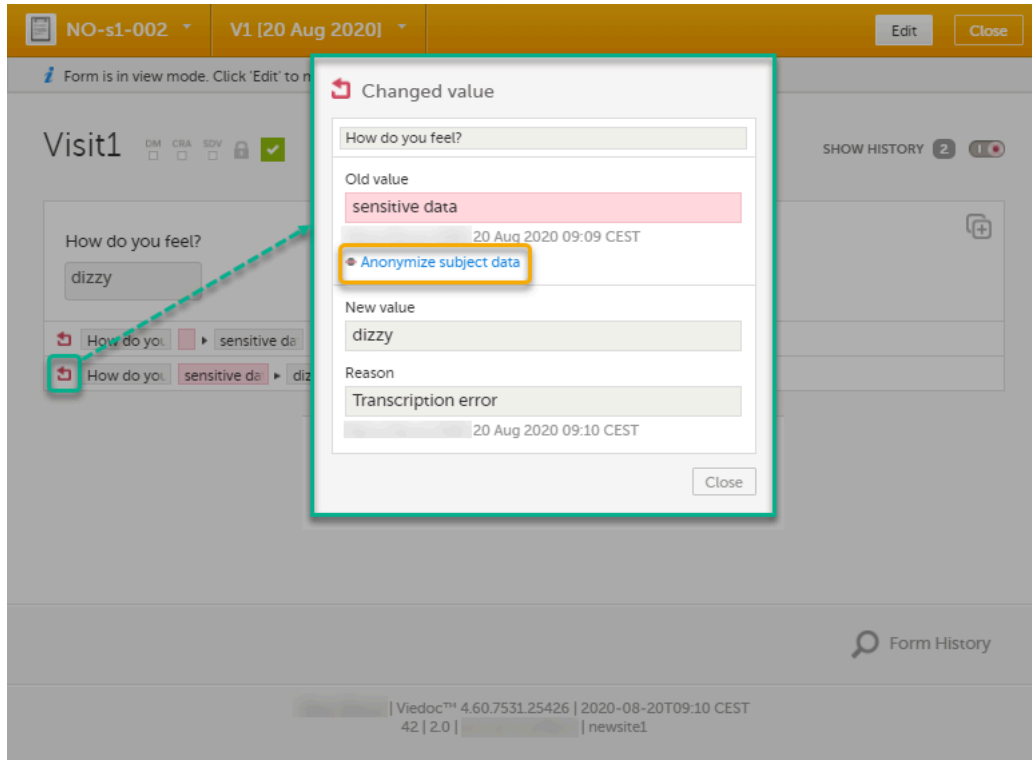 NO-s1-002 V1 [20 Aug 2020] Edit Close
i Form is in view mode. Click 'Edit' to
Changed value
How do you feel?
Old value
sensitive data
20 Aug 2020 09:09 CEST
Anonymize subject data
New value
dizzy
Reason
Transcription error
20 Aug 2020 09:10 CEST
Close
Visit1 DM CRA SDV
SHOW HISTORY 2
How do you feel?
dizzy
How do you sensitive da
How do you sensitive da diz
Form History
| Viedoc™ 4.60.7531.25426 | 2020-08-20T09:10 CEST
42 | 2.0 | | newsite1